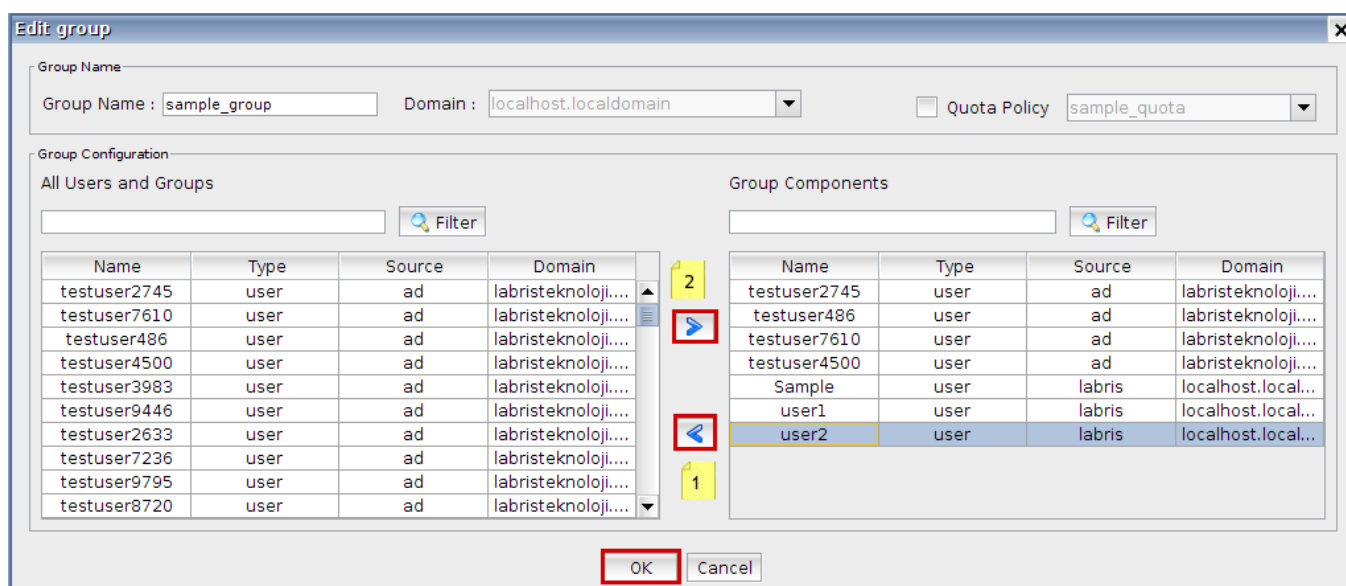 Edit group
Group Name
Group Name : sample_group Domain : localhost.localdomain Quota Policy sample_quota
Group Configuration
All Users and Groups Group Components
Filter Filter
Name Type Source Domain Name Type Source Domain
testuser2745 user ad labristeknoloji.... 2 testuser2745 user ad labristeknoloji....
testuser7610 user ad labristeknoloji.... testuser486 user ad labristeknoloji....
testuser486 user ad labristeknoloji.... testuser7610 user ad labristeknoloji....
testuser4500 user ad labristeknoloji.... testuser4500 user ad labristeknoloji....
testuser3983 user ad labristeknoloji.... Sample user labris localhost.local...
testuser9446 user ad labristeknoloji.... user1 user labris localhost.local...
testuser2633 user ad labristeknoloji.... user2 user labris localhost.local...
testuser7236 user ad labristeknoloji....
testuser9795 user ad labristeknoloji.... 1
testuser8720 user ad labristeknoloji....
OK Cancel